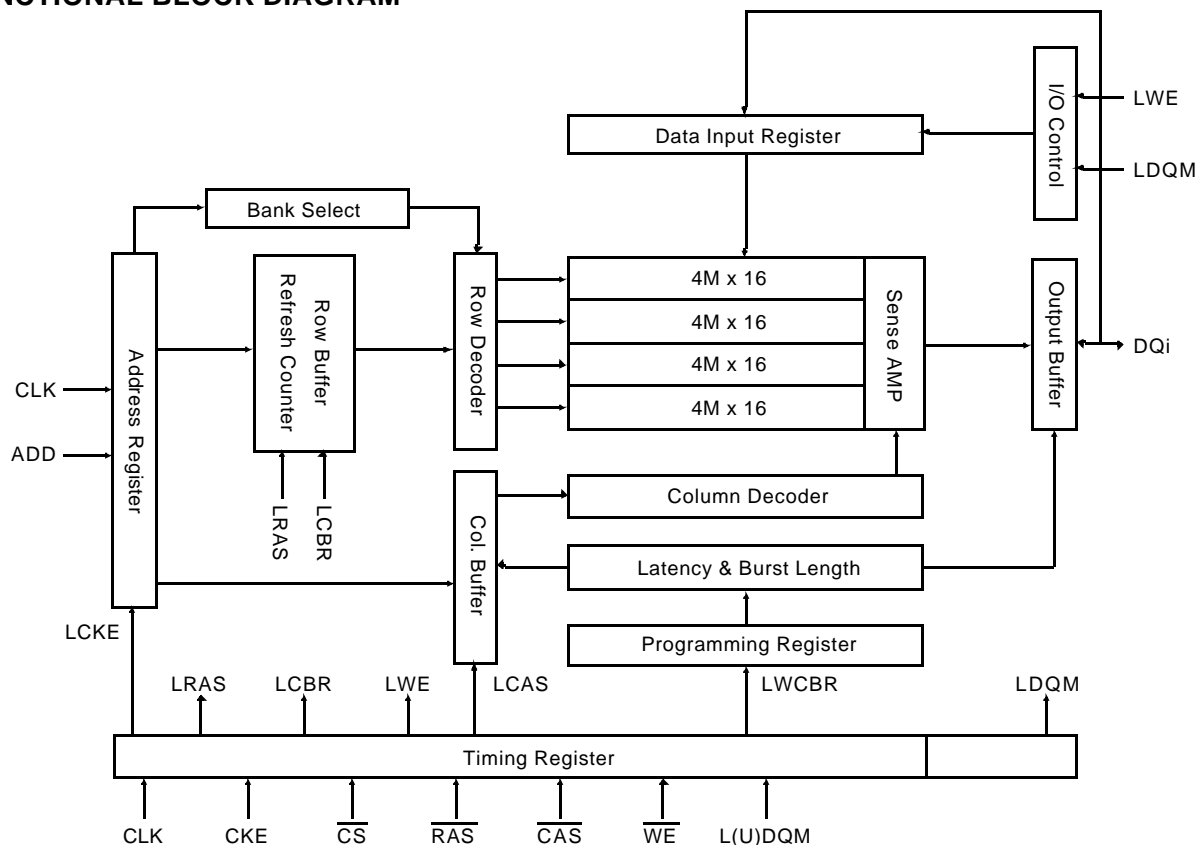 NCTIONAL BLOCK DIAGRAM
I/O Control
LWE
LDQM
Data Input Register
Bank Select
CLK
ADD
Address Register
Row Buffer
Refresh Counter
LRAS
LCBR
Row Decoder
4M x 16
4M x 16
4M x 16
4M x 16
Sense AMP
Output Buffer
DQi
Col. Buffer
Column Decoder
Latency & Burst Length
Programming Register
LCKE
LRAS
LCBR
LWE
LCAS
LWCBR
LDQM
Timing Register
CLK
CKE
CS
RAS
CAS
WE
L(U)DQM